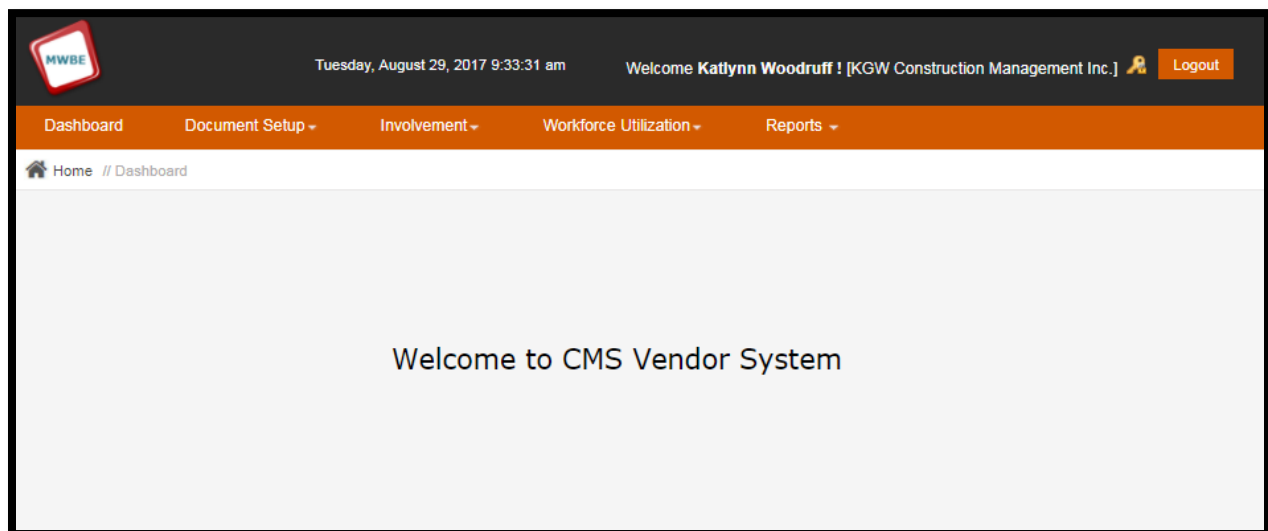 MWBE
Tuesday, August 29, 2017 9:33:31 am
Welcome Katlynn Woodruff ! [KGW Construction Management Inc.]
Logout
Dashboard Document Setup Involvement Workforce Utilization Reports
Home // Dashboard
Welcome to CMS Vendor System